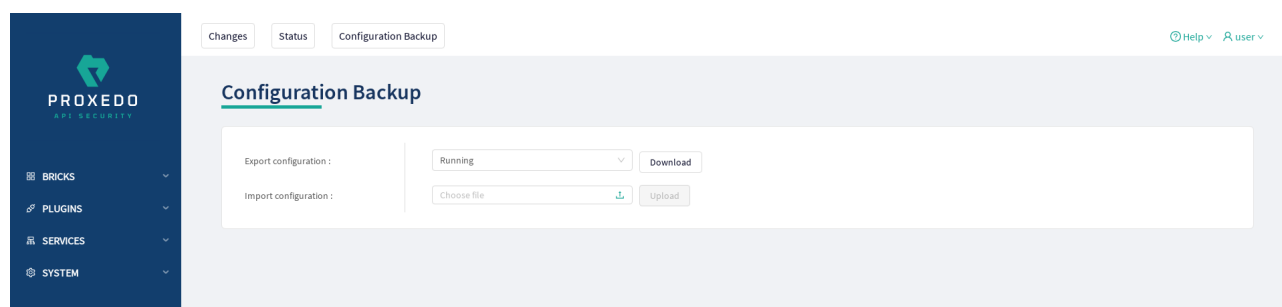 Changes Status Configuration Backup Help user
PROXEDO
API SECURITY
Configuration Backup
Export configuration : Running Download
Import configuration : Choose file Upload
BRICKS
PLUGINS
SERVICES
SYSTEM